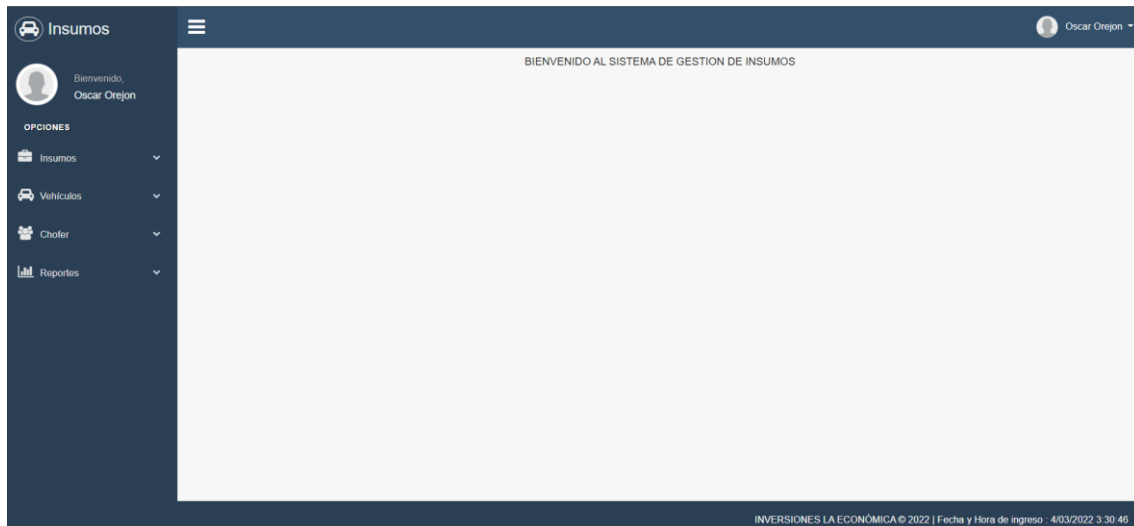 Insumos
Oscar Orejon
Bienvenido,
Oscar Orejon
OPCIONES
Insumos
Vehículos
Chofer
Reportes
BIENVENIDO AL SISTEMA DE GESTION DE INSUMOS
INVERSIONES LA ECONÓMICA © 2022 | Fecha y Hora de ingreso : 4/03/2022 3:30:46